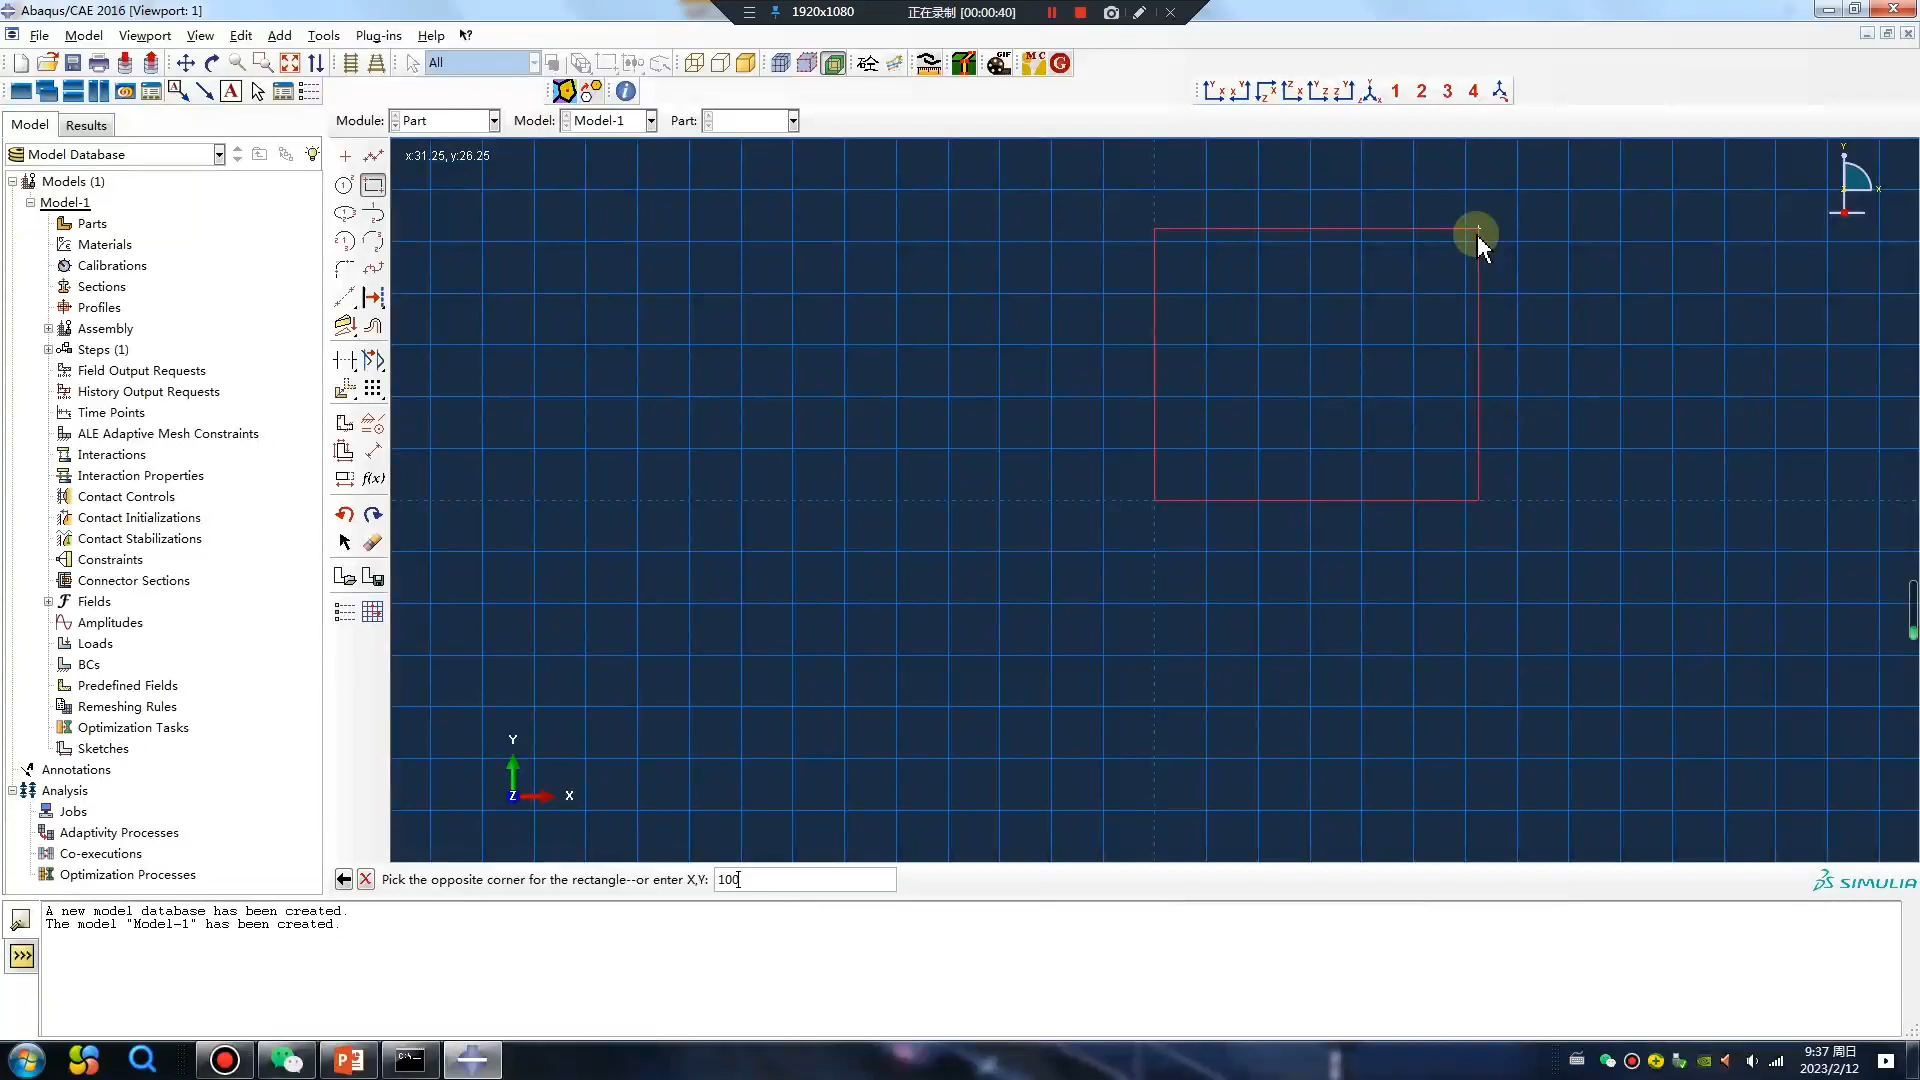 Abaqus/CAE 2016 [Viewport: 1]
1920x1080
正在录制 [00:00:40]
File Model Viewport View Edit Add Tools Plug-ins Help
All
GIF
MC G
A
1 2 3 4
Model Results
Module: Part Model: Model-1 Part:
Model Database
x:31.25, y:26.25
Models (1)
Model-1
Parts
Materials
Calibrations
Sections
Profiles
Assembly
Steps (1)
Field Output Requests
History Output Requests
Time Points
ALE Adaptive Mesh Constraints
Interactions
Interaction Properties
Contact Controls
Contact Initializations
Contact Stabilizations
Constraints
Connector Sections
Fields
Amplitudes
Loads
BCs
Predefined Fields
Remeshing Rules
Optimization Tasks
Sketches
Annotations
Analysis
Jobs
Adaptivity Processes
Co-executions
Optimization Processes
f(x)
Y
X
Y
Z
X
Pick the opposite corner for the rectangle--or enter X,Y: 100
SIMULIA
A new model database has been created.
The model "Model-1" has been created.
>>>
9:37 周日
2023/2/12